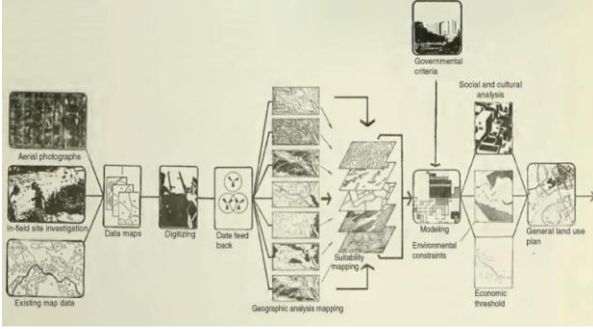 Governmental
criteria
Social and cultural
analysis
Aerial photographs
In-field site investigation
Data maps
Digitizing
Date feed
back
Suitability
mapping
Modeling
Environmental
constraints
General land use
plan
Existing map data
Geographic analysis mapping
Economic
threshold